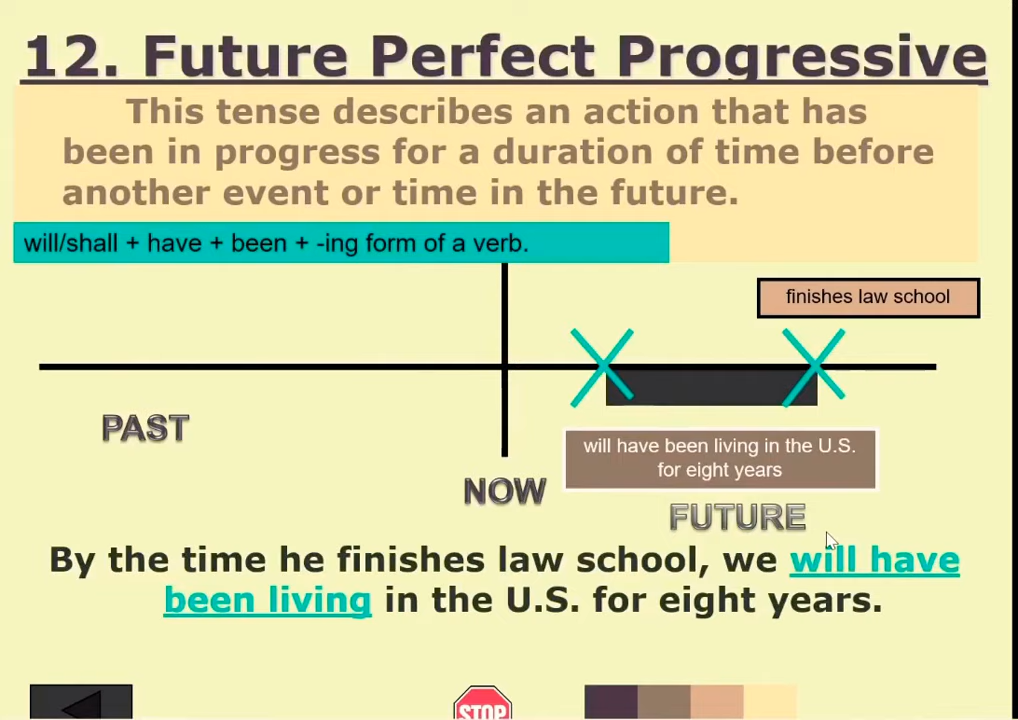 12. Future Perfect Progressive
This tense describes an action that has
been in progress for a duration of time before
another event or time in the future.
will/shall + have + been + -ing form of a verb.
finishes law school
PAST
will have been living in the U.S.
for eight years
NOW
FUTURE
By the time he finishes law school, we will have
been living in the U.S. for eight years.
STOP